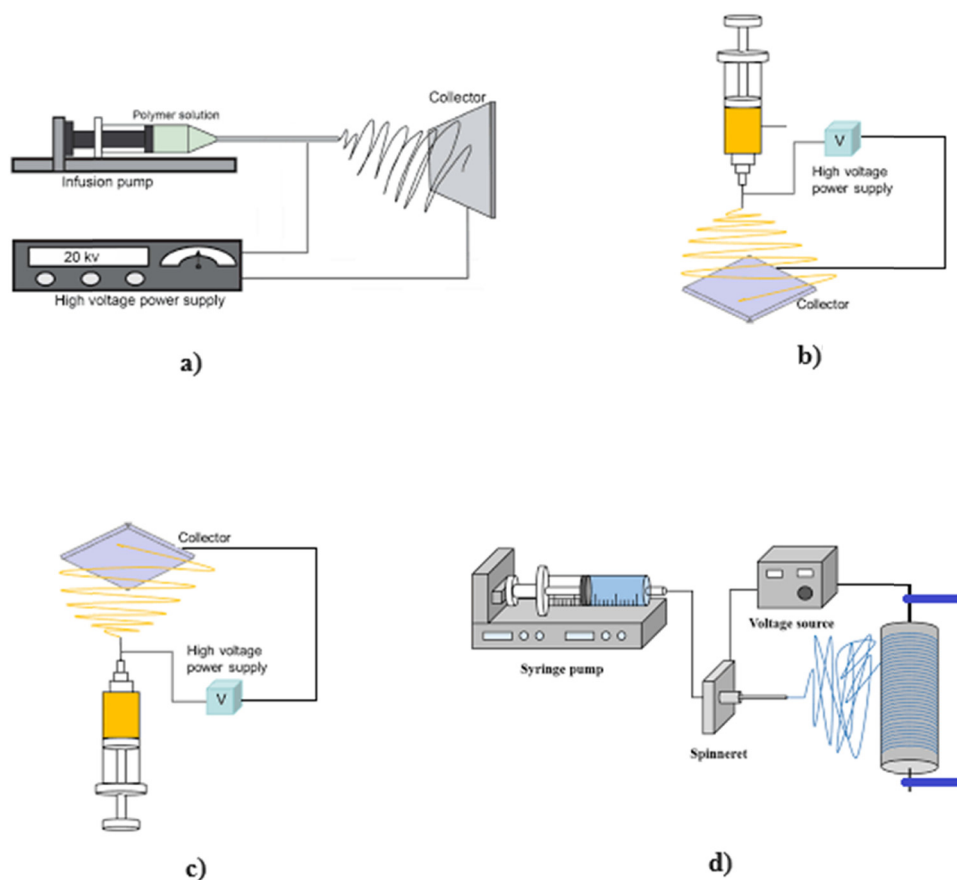 Polymer solution
Infusion pump
Collector
20 kv
High voltage power supply
a)
V
High voltage
power supply
Collector
b)
Collector
High voltage
power supply
V
c)
Syringe pump
Voltage source
Spinneret
d)